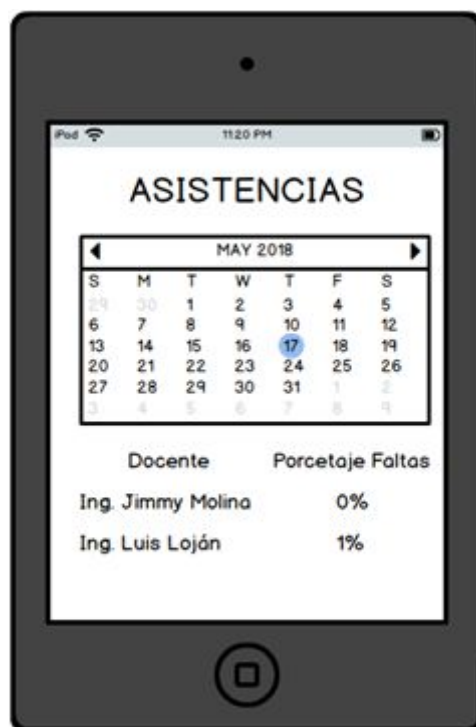 iPod 11:20 PM
ASISTENCIAS
MAY 2018
S M T W T F S
29 30 1 2 3 4 5
6 7 8 9 10 11 12
13 14 15 16 17 18 19
20 21 22 23 24 25 26
27 28 29 30 31 1 2
3 4 5 6 7 8 9
Docente Porcetaje Faltas
Ing. Jimmy Molina 0%
Ing. Luis Loján 1%